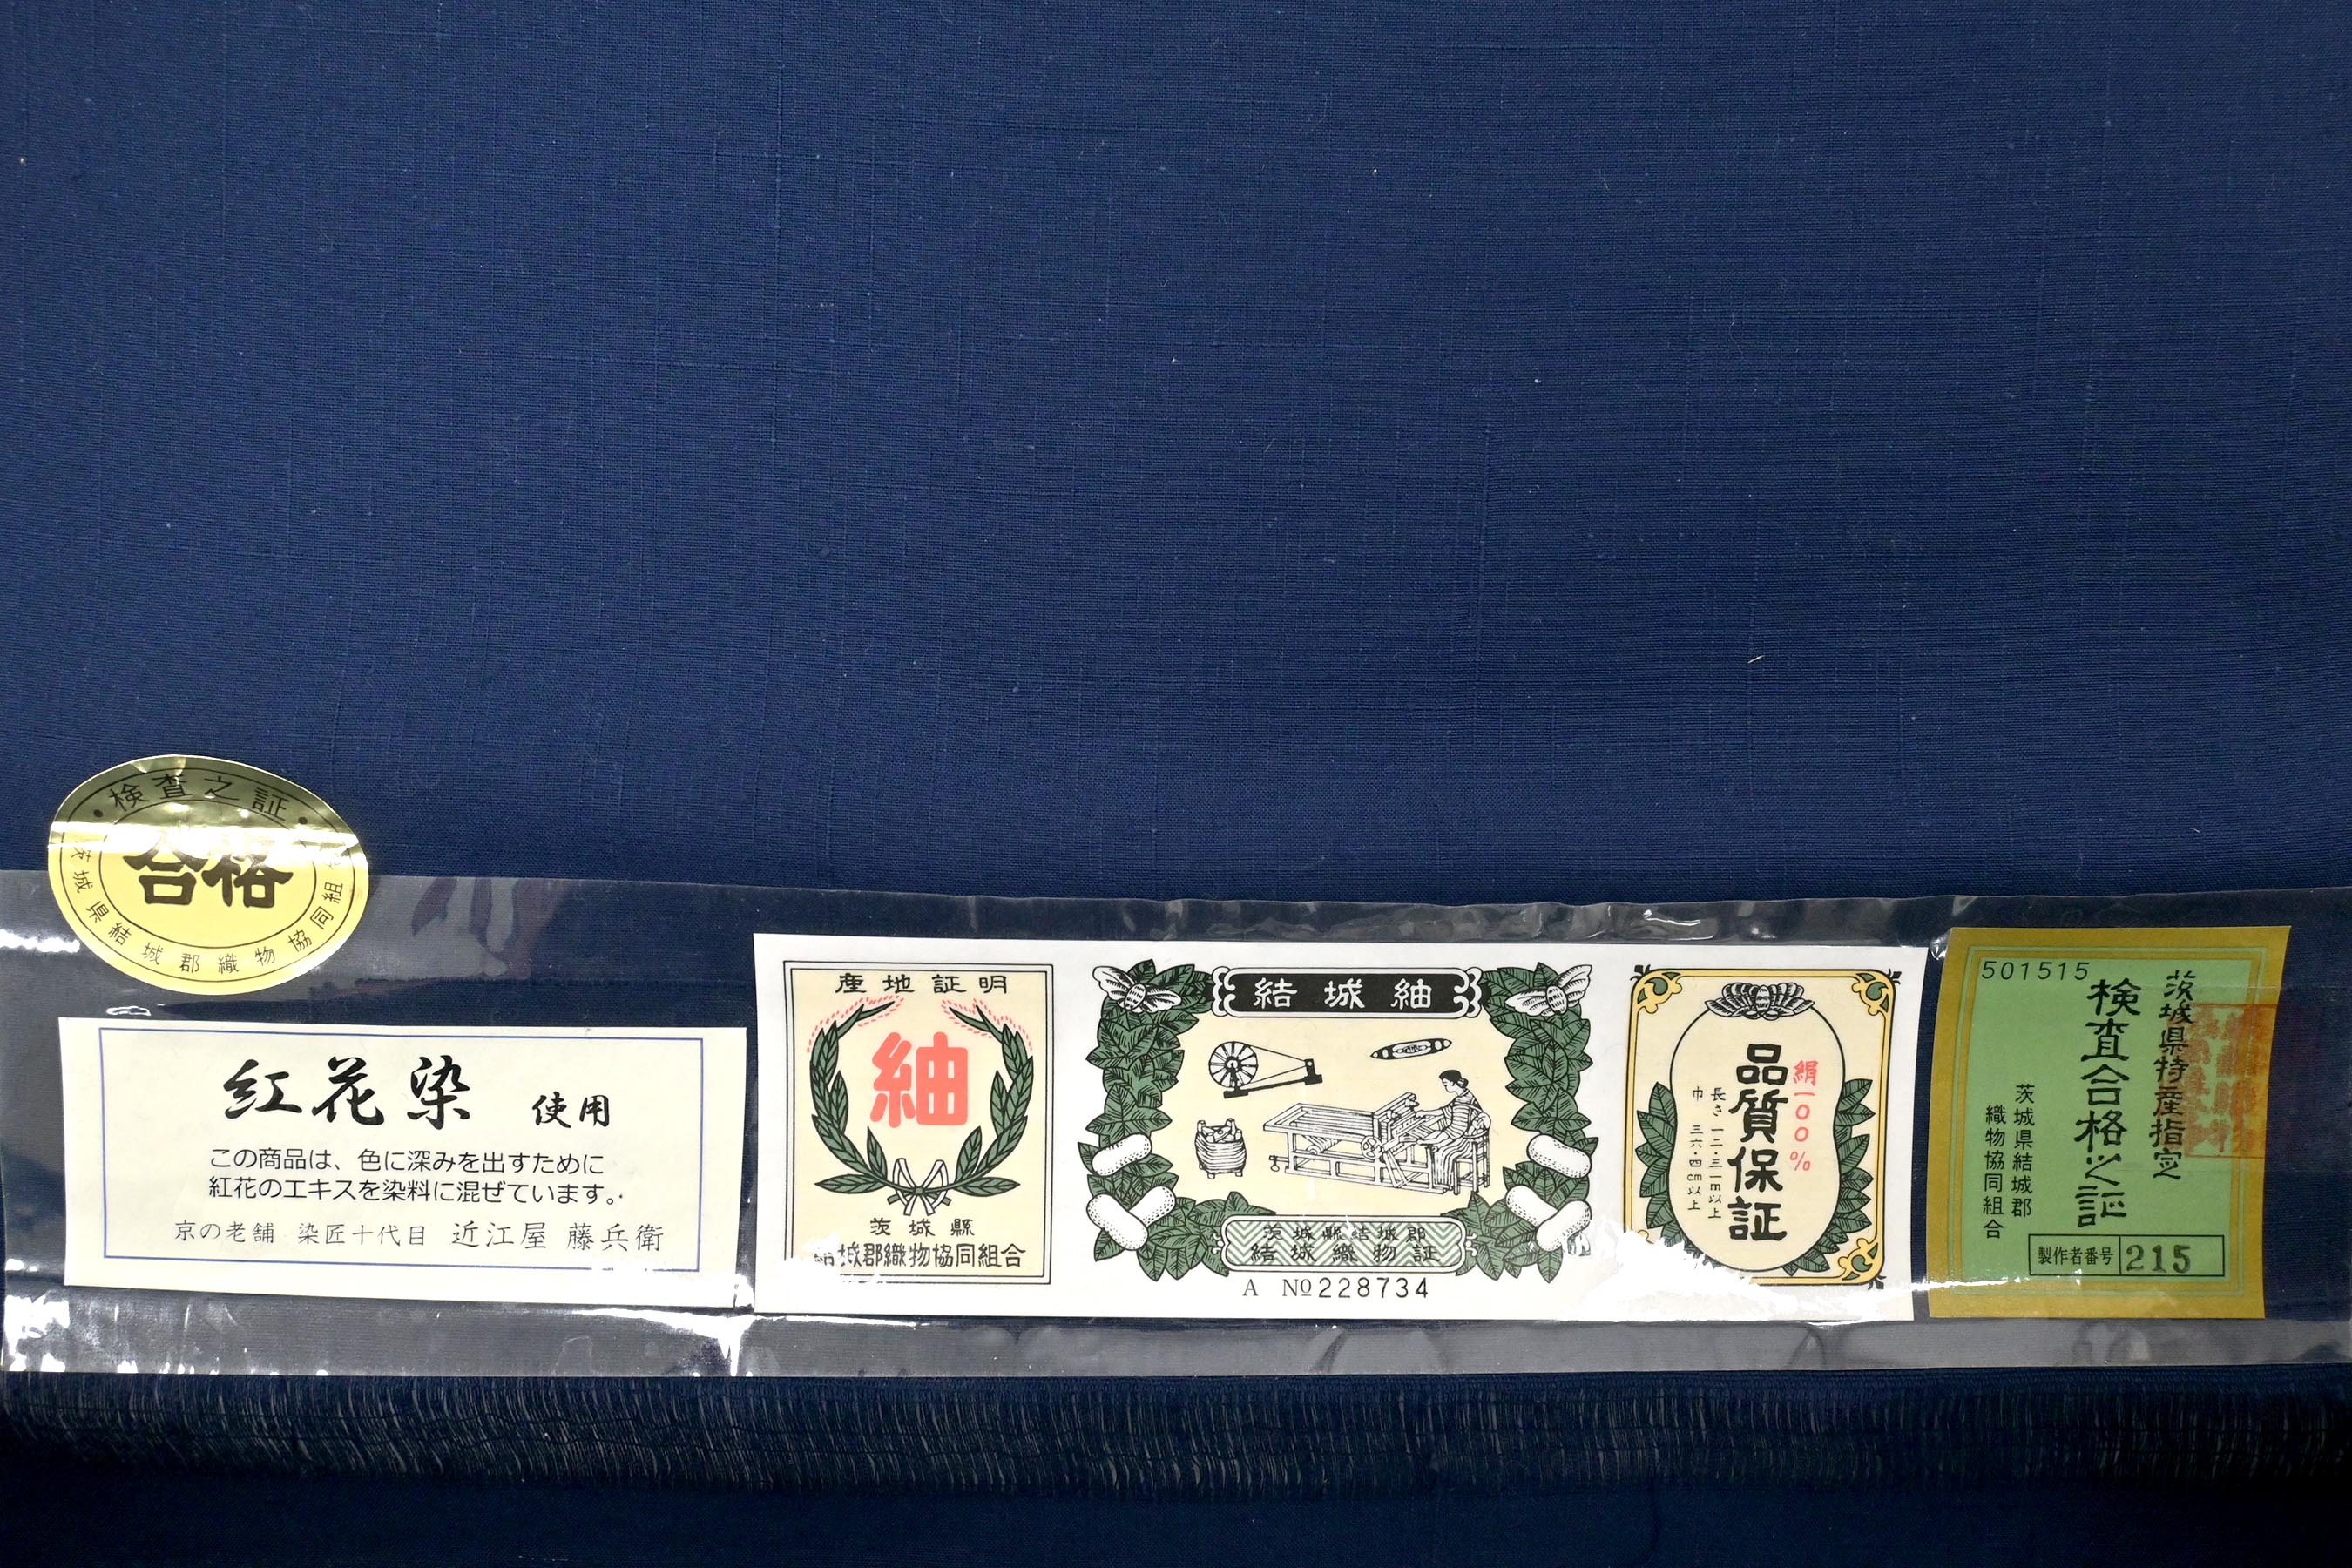 検査之証
合格
茨城県結城郡織物協同組
紅花染 使用
この商品は、色に深みを出すために
紅花のエキスを染料に混ぜています。
京の老舗 染匠十代目 近江屋 藤兵衛
産地証明
紬
茨城縣
結城郡織物協同組合
結城紬
茨城縣結城郡
結城織物証
A №228734
絹一〇〇%
品質保証
長さ一二・三一m以上
巾 三六・四cm以上
501515
茨城県特産指定
検査合格之証
茨城県結城郡
織物協同組合
製作者番号 215